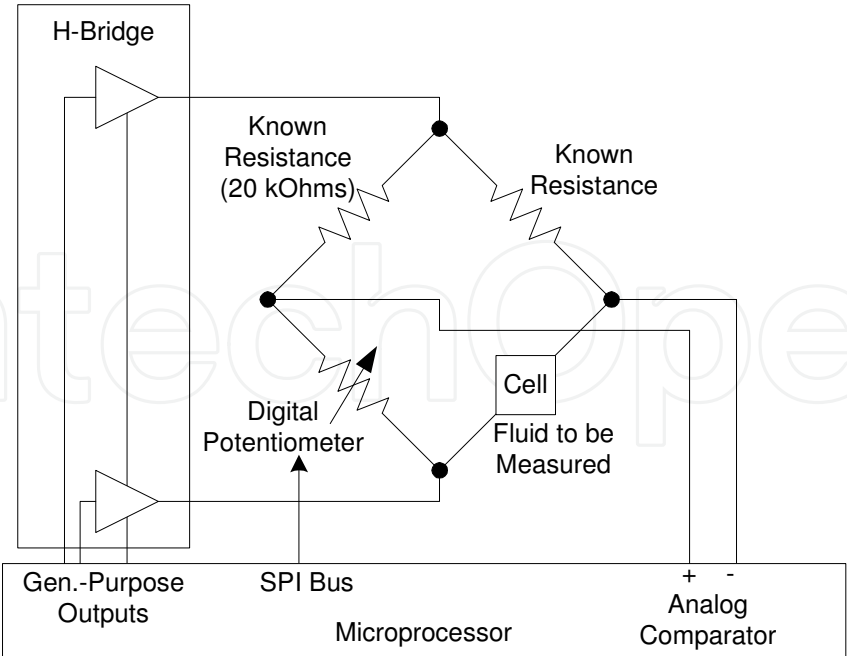 H-Bridge
Known
Resistance
(20 kOhms)
Known
Resistance
Digital
Potentiometer
Cell
Fluid to be
Measured
Gen.-Purpose
Outputs
SPI Bus
+ -
Analog
Comparator
Microprocessor
ntechOpe